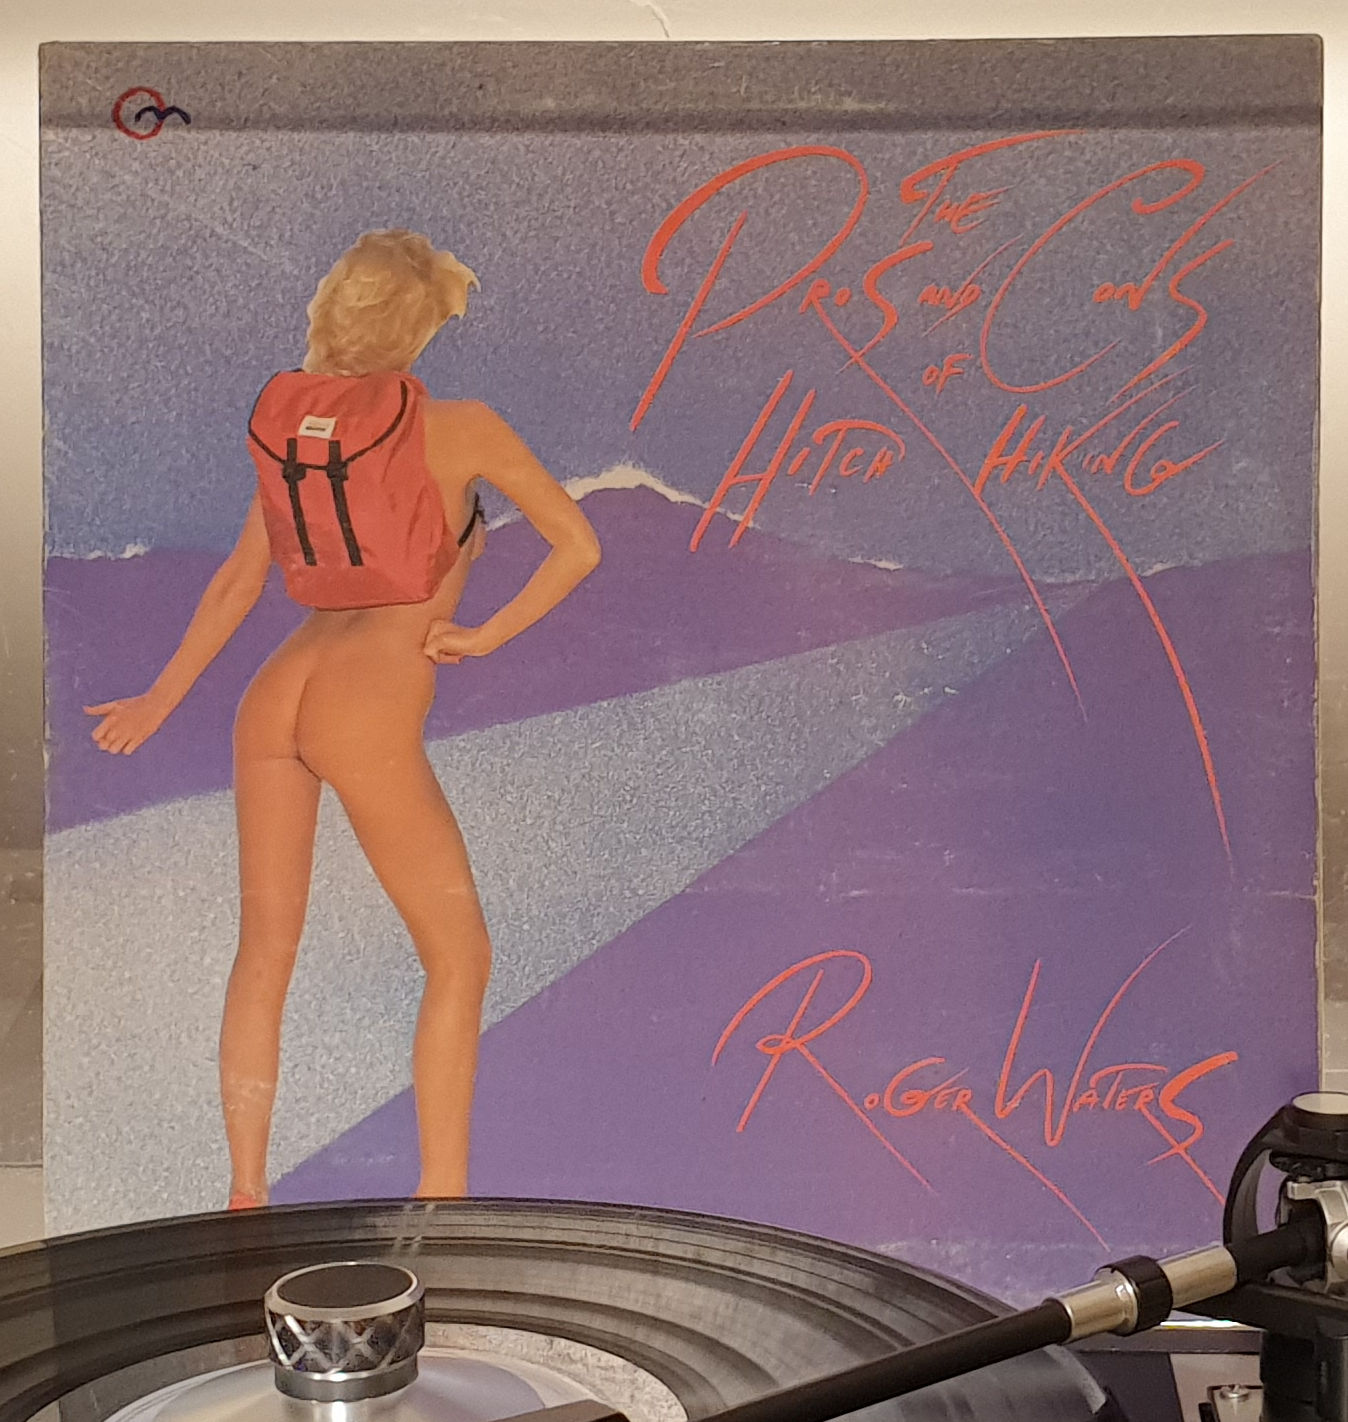 THE
PROS AND CONS
OF
HITCH HIKING
ROGER WATERS